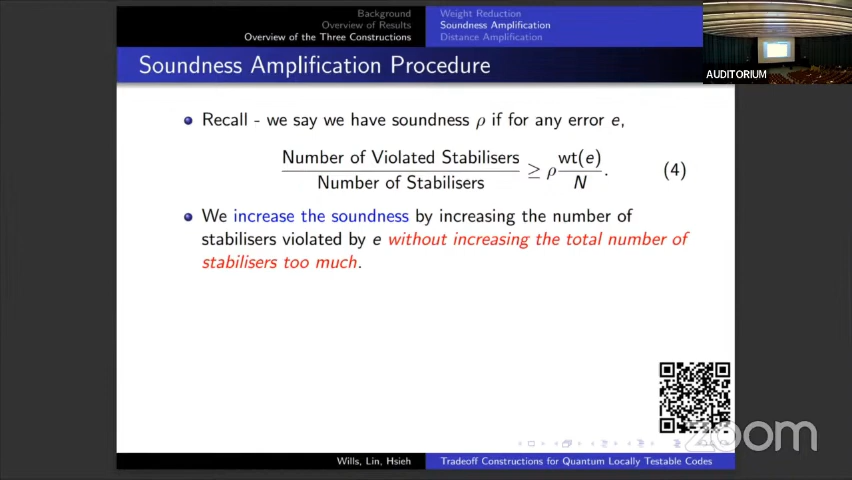 Background
Overview of Results
Overview of the Three Constructions
Weight Reduction
Soundness Amplification
Distance Amplification
AUDITORIUM
Soundness Amplification Procedure
Recall - we say we have soundness ρ if for any error e,
Number of Violated Stabilisers / Number of Stabilisers ≥ ρ wt(e) / N . (4)
We increase the soundness by increasing the number of
stabilisers violated by e without increasing the total number of
stabilisers too much.
zoom
Wills, Lin, Hsieh
Tradeoff Constructions for Quantum Locally Testable Codes